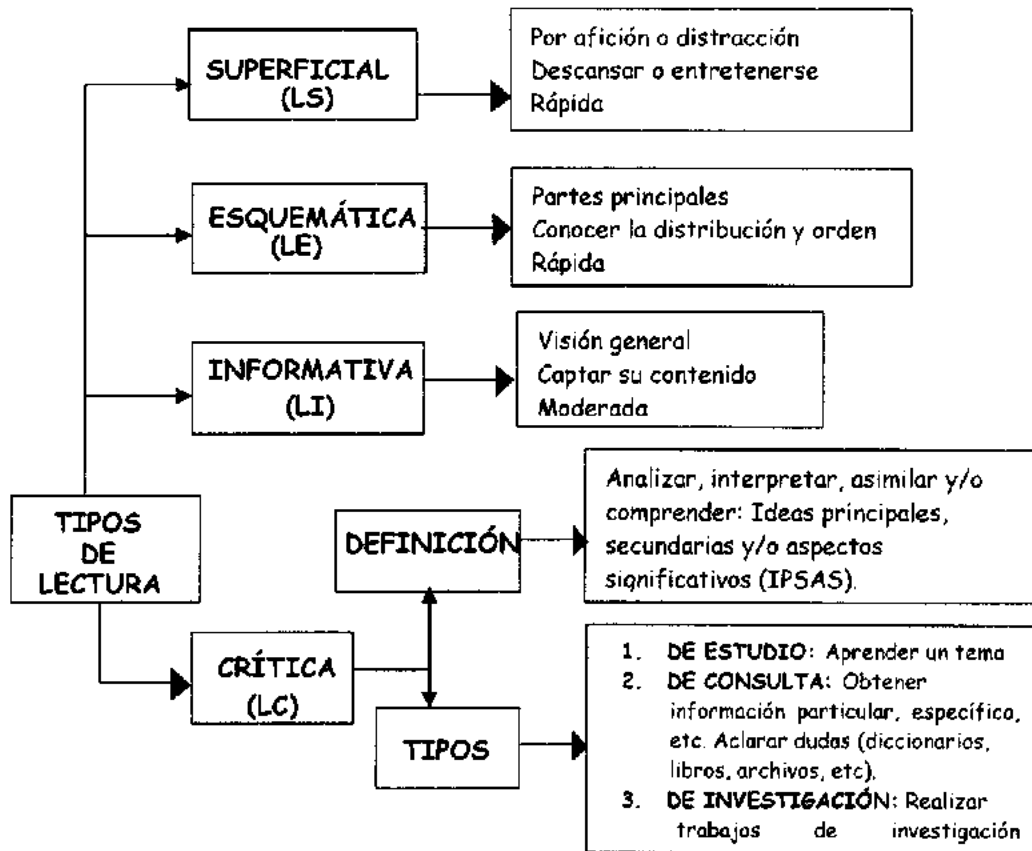 SUPERFICIAL
(LS)
Por afición o distracción
Descansar o entretenerse
Rápida
ESQUEMÁTICA
(LE)
Partes principales
Conocer la distribución y orden
Rápida
INFORMATIVA
(LI)
Visión general
Captar su contenido
Moderada
TIPOS
DE
LECTURA
CRÍTICA
(LC)
DEFINICIÓN
Analizar, interpretar, asimilar y/o
comprender: Ideas principales,
secundarias y/o aspectos
significativos (IPSAS).
TIPOS
1. DE ESTUDIO: Aprender un tema
2. DE CONSULTA: Obtener
información particular, específica,
etc. Aclarar dudas (diccionarios,
libros, archivos, etc).
3. DE INVESTIGACIÓN: Realizar
trabajos de investigación